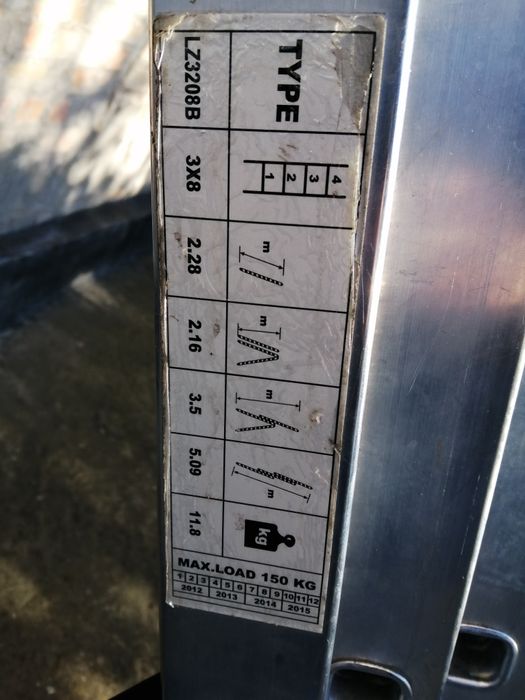 TYPE 1 2 3 4 m m m m kg
LZ3208B 3X8 2.28 2.16 3.5 5.09 11.8
MAX.LOAD 150 KG
1 2 3 4 5 6 7 8 9 10 11 12
2012 2013 2014 2015